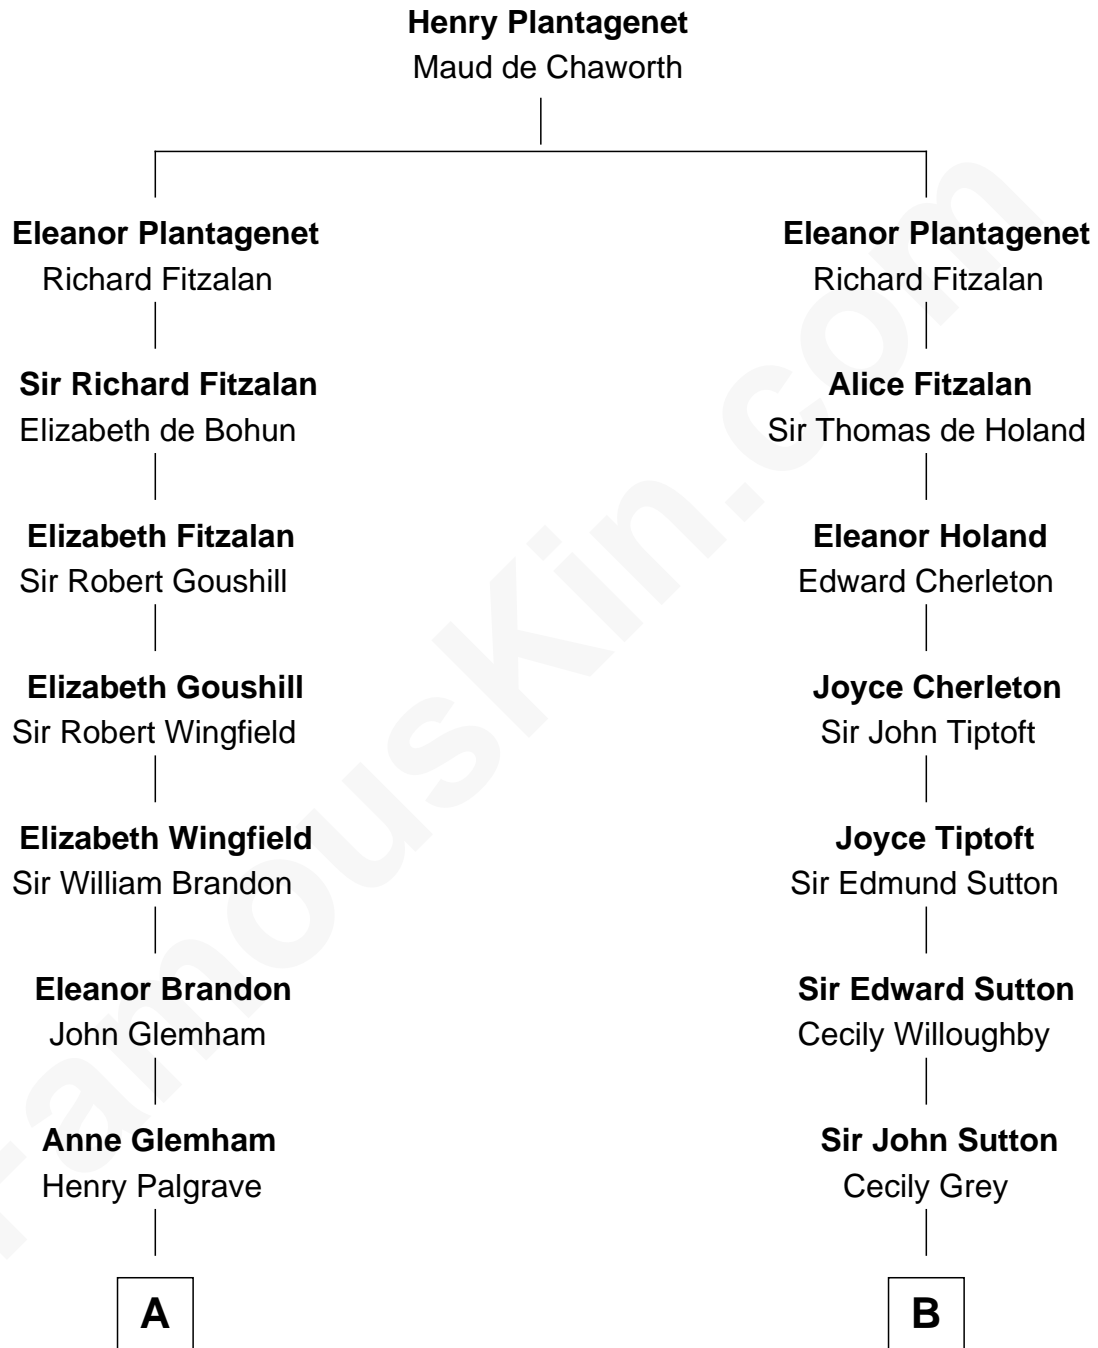 Henry Plantagenet
Maud de Chaworth
Eleanor Plantagenet
Richard Fitzalan
Sir Richard Fitzalan
Elizabeth de Bohun
Elizabeth Fitzalan
Sir Robert Goushill
Elizabeth Goushill
Sir Robert Wingfield
Elizabeth Wingfield
Sir William Brandon
Eleanor Brandon
John Glemham
Anne Glemham
Henry Palgrave
A
Eleanor Plantagenet
Richard Fitzalan
Alice Fitzalan
Sir Thomas de Holand
Eleanor Holand
Edward Cherleton
Joyce Cherleton
Sir John Tiptoft
Joyce Tiptoft
Sir Edmund Sutton
Sir Edward Sutton
Cecily Willoughby
Sir John Sutton
Cecily Grey
B
FamousKin.com